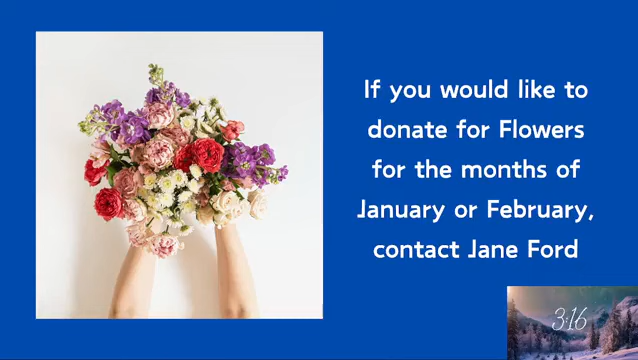 If you would like to
donate for Flowers
for the months of
January or February,
contact Jane Ford
3:16